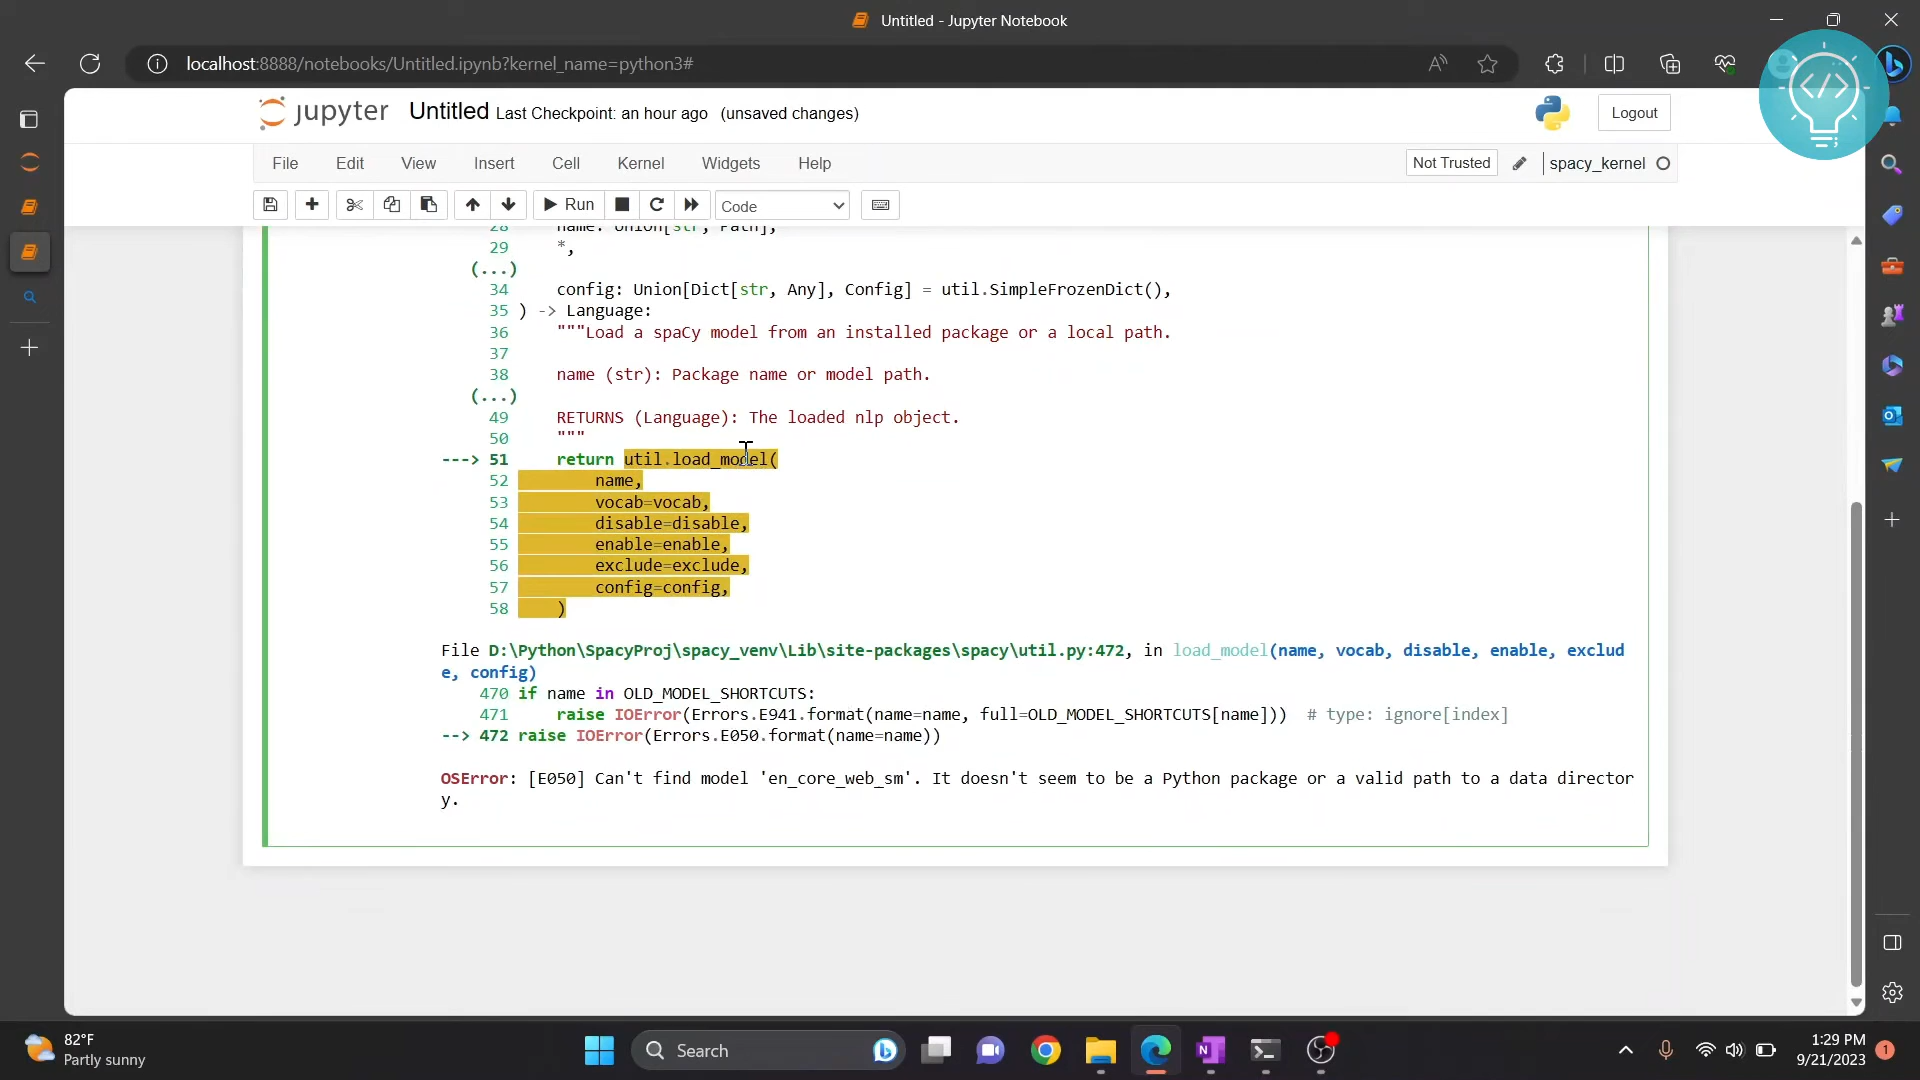 Untitled - Jupyter Notebook
localhost:8888/notebooks/Untitled.ipynb?kernel_name=python3#
jupyter Untitled Last Checkpoint: an hour ago (unsaved changes)
Logout
File Edit View Insert Cell Kernel Widgets Help
Not Trusted
spacy_kernel
Run
Code
28 name: Union[str, Path],
29 *,
(...)
34 config: Union[Dict[str, Any], Config] = util.SimpleFrozenDict(),
35 ) -> Language:
36 """Load a spaCy model from an installed package or a local path.
37
38 name (str): Package name or model path.
(...)
49 RETURNS (Language): The loaded nlp object.
50 """
---> 51 return util.load_model(
52 name,
53 vocab=vocab,
54 disable=disable,
55 enable=enable,
56 exclude=exclude,
57 config=config,
58 )
File D:\Python\SpacyProj\spacy_venv\Lib\site-packages\spacy\util.py:472, in load_model(name, vocab, disable, enable, exclud
e, config)
470 if name in OLD_MODEL_SHORTCUTS:
471 raise IOError(Errors.E941.format(name=name, full=OLD_MODEL_SHORTCUTS[name])) # type: ignore[index]
--> 472 raise IOError(Errors.E050.format(name=name))
OSError: [E050] Can't find model 'en_core_web_sm'. It doesn't seem to be a Python package or a valid path to a data director
y.
82°F
Partly sunny
Search
1:29 PM
9/21/2023
1